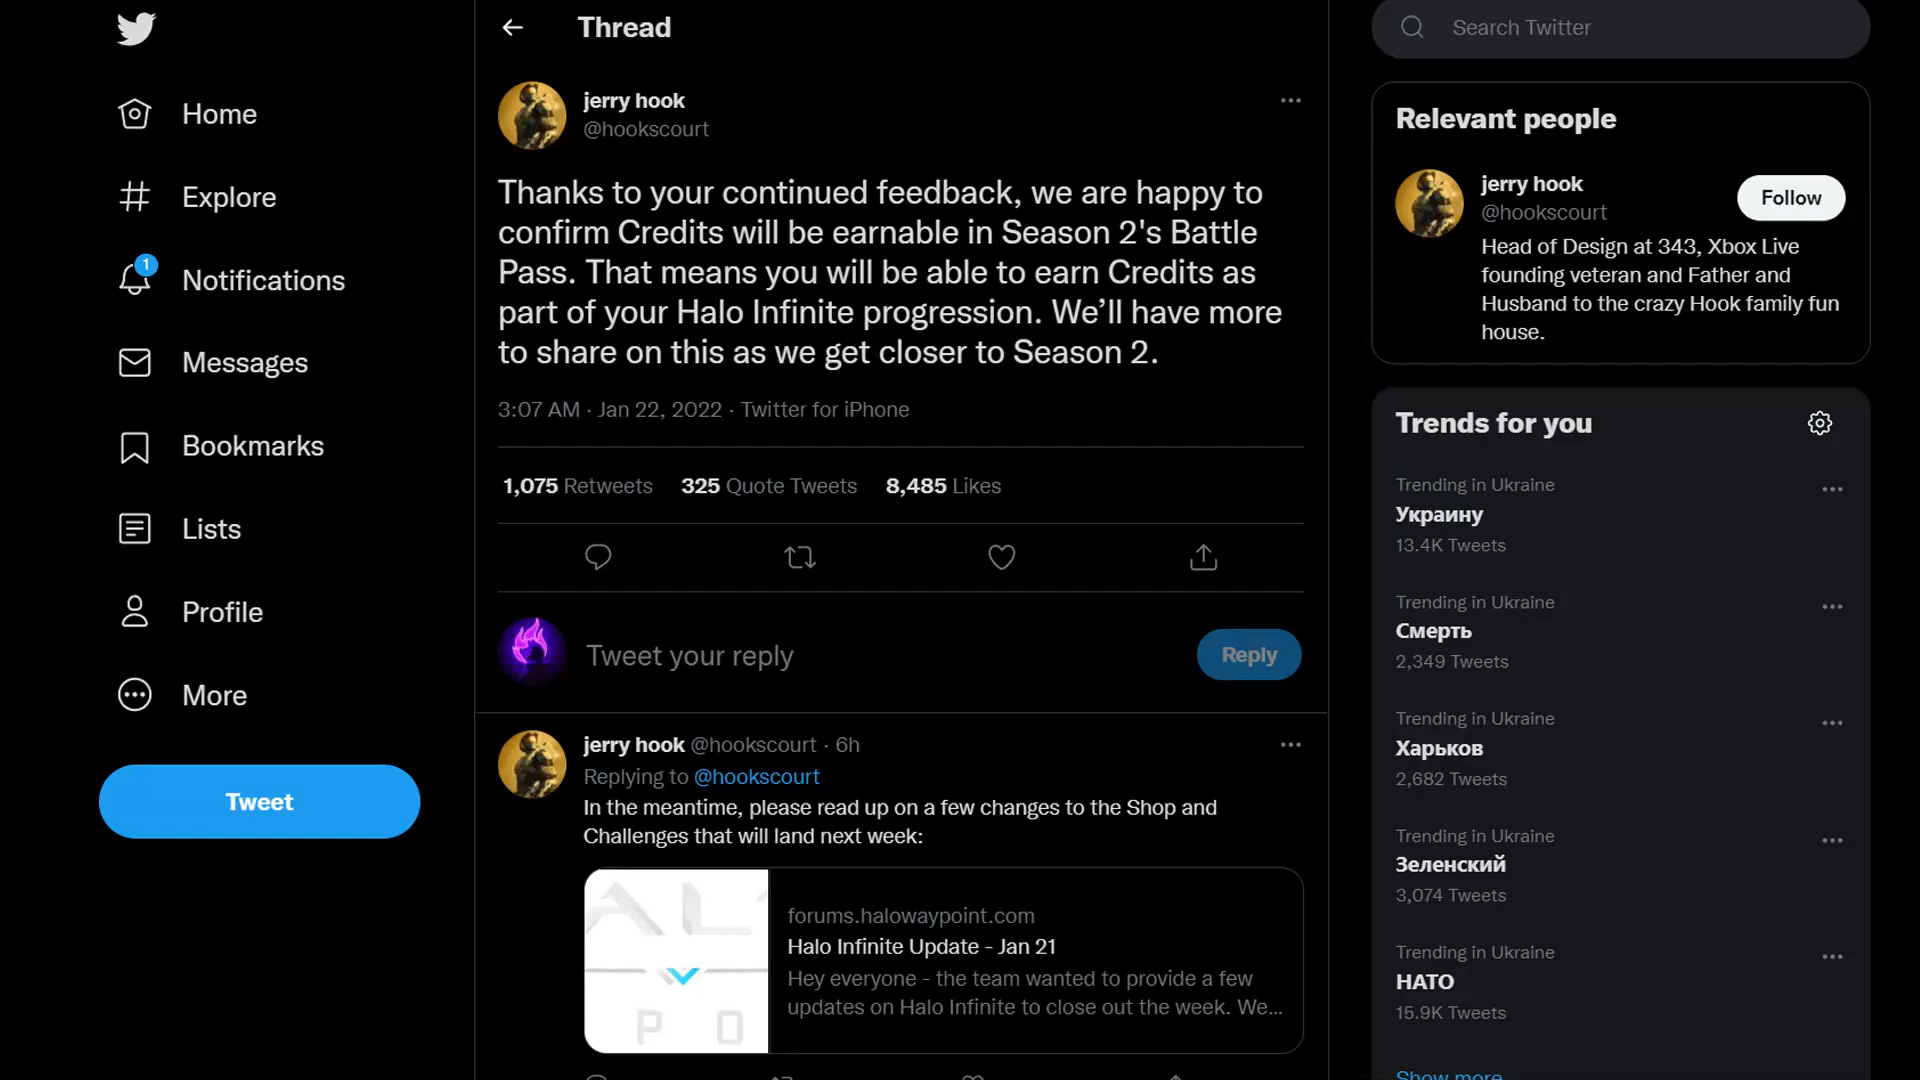 Home
Explore
1
Notifications
Messages
Bookmarks
Lists
Profile
More
Tweet
Thread
jerry hook
@hookscourt
Thanks to your continued feedback, we are happy to
confirm Credits will be earnable in Season 2's Battle
Pass. That means you will be able to earn Credits as
part of your Halo Infinite progression. We’ll have more
to share on this as we get closer to Season 2.
3:07 AM · Jan 22, 2022 · Twitter for iPhone
1,075 Retweets 325 Quote Tweets 8,485 Likes
Tweet your reply
Reply
jerry hook @hookscourt · 6h
Replying to @hookscourt
In the meantime, please read up on a few changes to the Shop and
Challenges that will land next week:
P O
forums.halowaypoint.com
Halo Infinite Update - Jan 21
Hey everyone - the team wanted to provide a few
updates on Halo Infinite to close out the week. We...
Search Twitter
Relevant people
jerry hook
@hookscourt
Follow
Head of Design at 343, Xbox Live
founding veteran and Father and
Husband to the crazy Hook family fun
house.
Trends for you
Trending in Ukraine
Украину
13.4K Tweets
Trending in Ukraine
Смерть
2,349 Tweets
Trending in Ukraine
Харьков
2,682 Tweets
Trending in Ukraine
Зеленский
3,074 Tweets
Trending in Ukraine
НАТО
15.9K Tweets
Show more